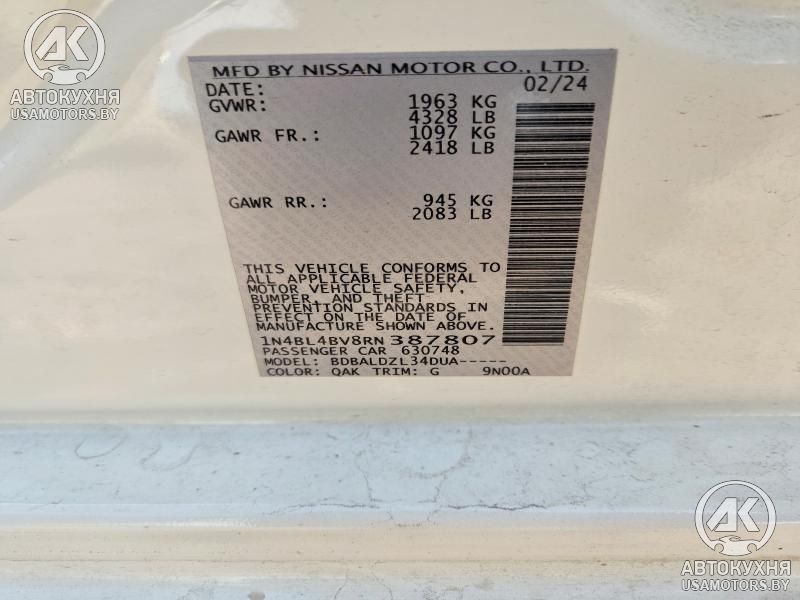 AK
АВТОКУХНЯ
USAMOTORS.BY
MFD BY NISSAN MOTOR CO., LTD.
DATE: 02/24
GVWR: 1963 KG
4328 LB
GAWR FR.: 1097 KG
2418 LB
GAWR RR.: 945 KG
2083 LB
THIS VEHICLE CONFORMS TO
ALL APPLICABLE FEDERAL
MOTOR VEHICLE SAFETY,
BUMPER, AND THEFT
PREVENTION STANDARDS IN
EFFECT ON THE DATE OF
MANUFACTURE SHOWN ABOVE.
1N4BL4BV8RN387807
PASSENGER CAR 630748
MODEL: BDBALDZL34DUA-----
COLOR: QAK TRIM: G 9N00A
AK
АВТОКУХНЯ
USAMOTORS.BY